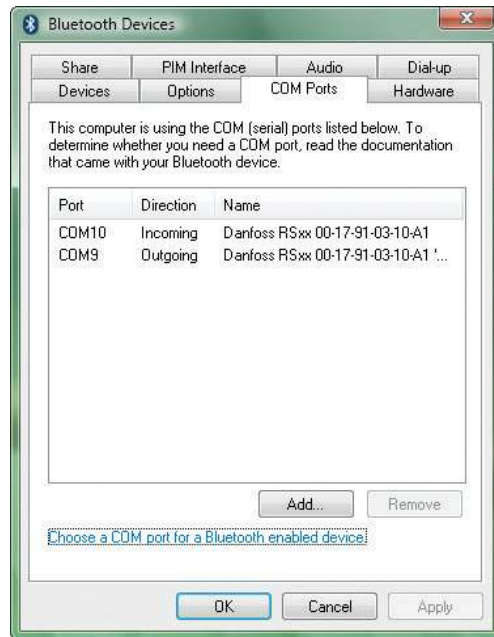 Bluetooth Devices
Share PIM Interface Audio Dial-up
Devices Options COM Ports Hardware
This computer is using the COM (serial) ports listed below. To
determine whether you need a COM port, read the documentation
that came with your Bluetooth device.
Port Direction Name
COM10 Incoming Danfoss RSxx 00-17-91-03-10-A1
COM9 Outgoing Danfoss RSxx 00-17-91-03-10-A1 '...
Add... Remove
Choose a COM port for a Bluetooth enabled device.
OK Cancel Apply